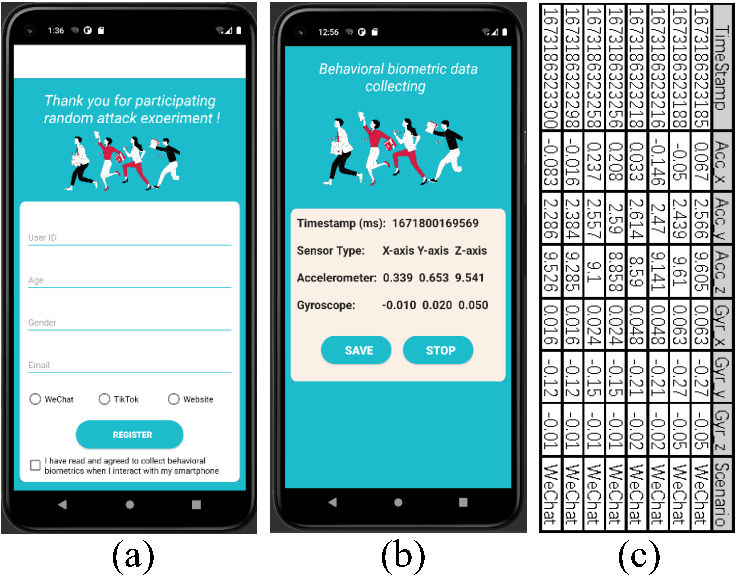 1:36
Thank you for participating
random attack experiment !
User ID
Age
Gender
Email
WeChat TikTok Website
REGISTER
I have read and agreed to collect behavioral
biometrics when I interact with my smartphone
(a)
12:56
Behavioral biometric data
collecting
Timestamp (ms): 1671800169569
Sensor Type: X-axis Y-axis Z-axis
Accelerometer: 0.339 0.653 9.541
Gyroscope: -0.010 0.020 0.050
SAVE STOP
(b)
TimeStamp Acc_x Acc_y Acc_z Gyr_x Gyr_y Gyr_z Scenario
1673186323185 0.067 2.566 9.605 0.063 -0.27 -0.05 WeChat
1673186323188 -0.05 2.439 9.61 0.063 -0.27 -0.05 WeChat
1673186323216 -0.146 2.47 9.141 0.048 -0.21 -0.02 WeChat
1673186323218 0.033 2.614 8.59 0.048 -0.21 -0.02 WeChat
1673186323256 0.208 2.59 8.858 0.024 -0.15 -0.01 WeChat
1673186323258 0.237 2.557 9.1 0.024 -0.15 -0.01 WeChat
1673186323298 -0.016 2.384 9.285 0.016 -0.12 -0.01 WeChat
1673186323300 -0.083 2.286 9.526 0.016 -0.12 -0.01 WeChat
(c)